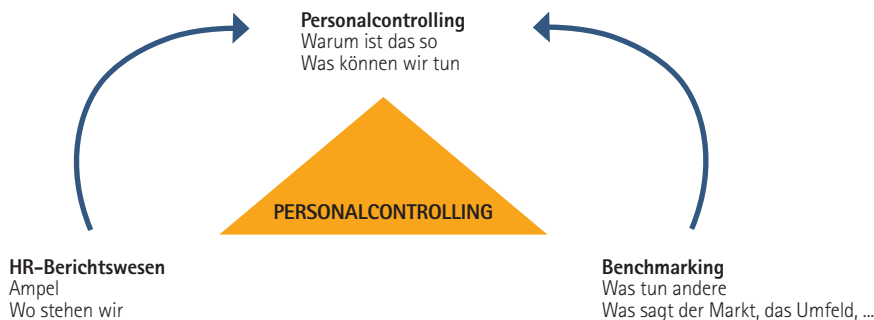 Personalcontrolling
Warum ist das so
Was können wir tun
PERSONALCONTROLLING
HR-Berichtswesen
Ampel
Wo stehen wir
Benchmarking
Was tun andere
Was sagt der Markt, das Umfeld, ...